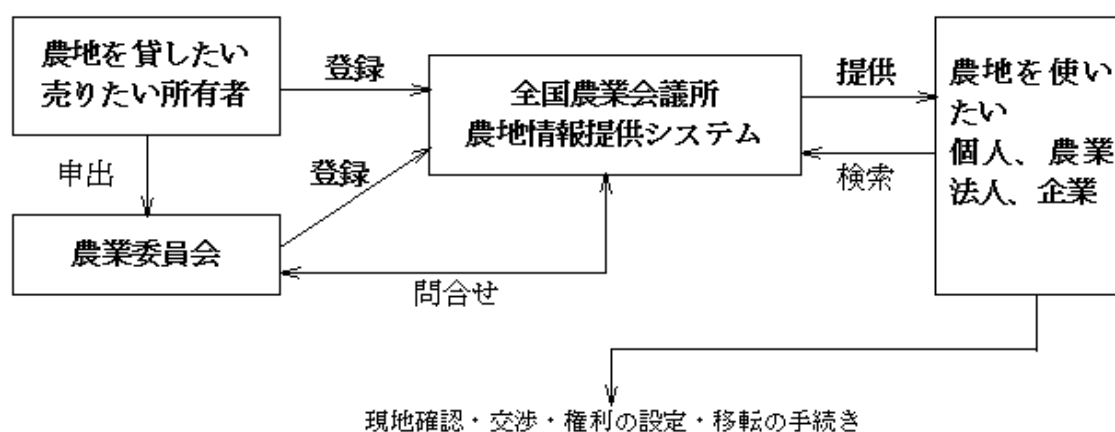 農地を貸したい
売りたい所有者
登録
全国農業会議所
農地情報提供システム
提供
農地を使い
たい
個人、農業
法人、企業
申出
登録
検索
農業委員会
問合せ
現地確認・交渉・権利の設定・移転の手続き